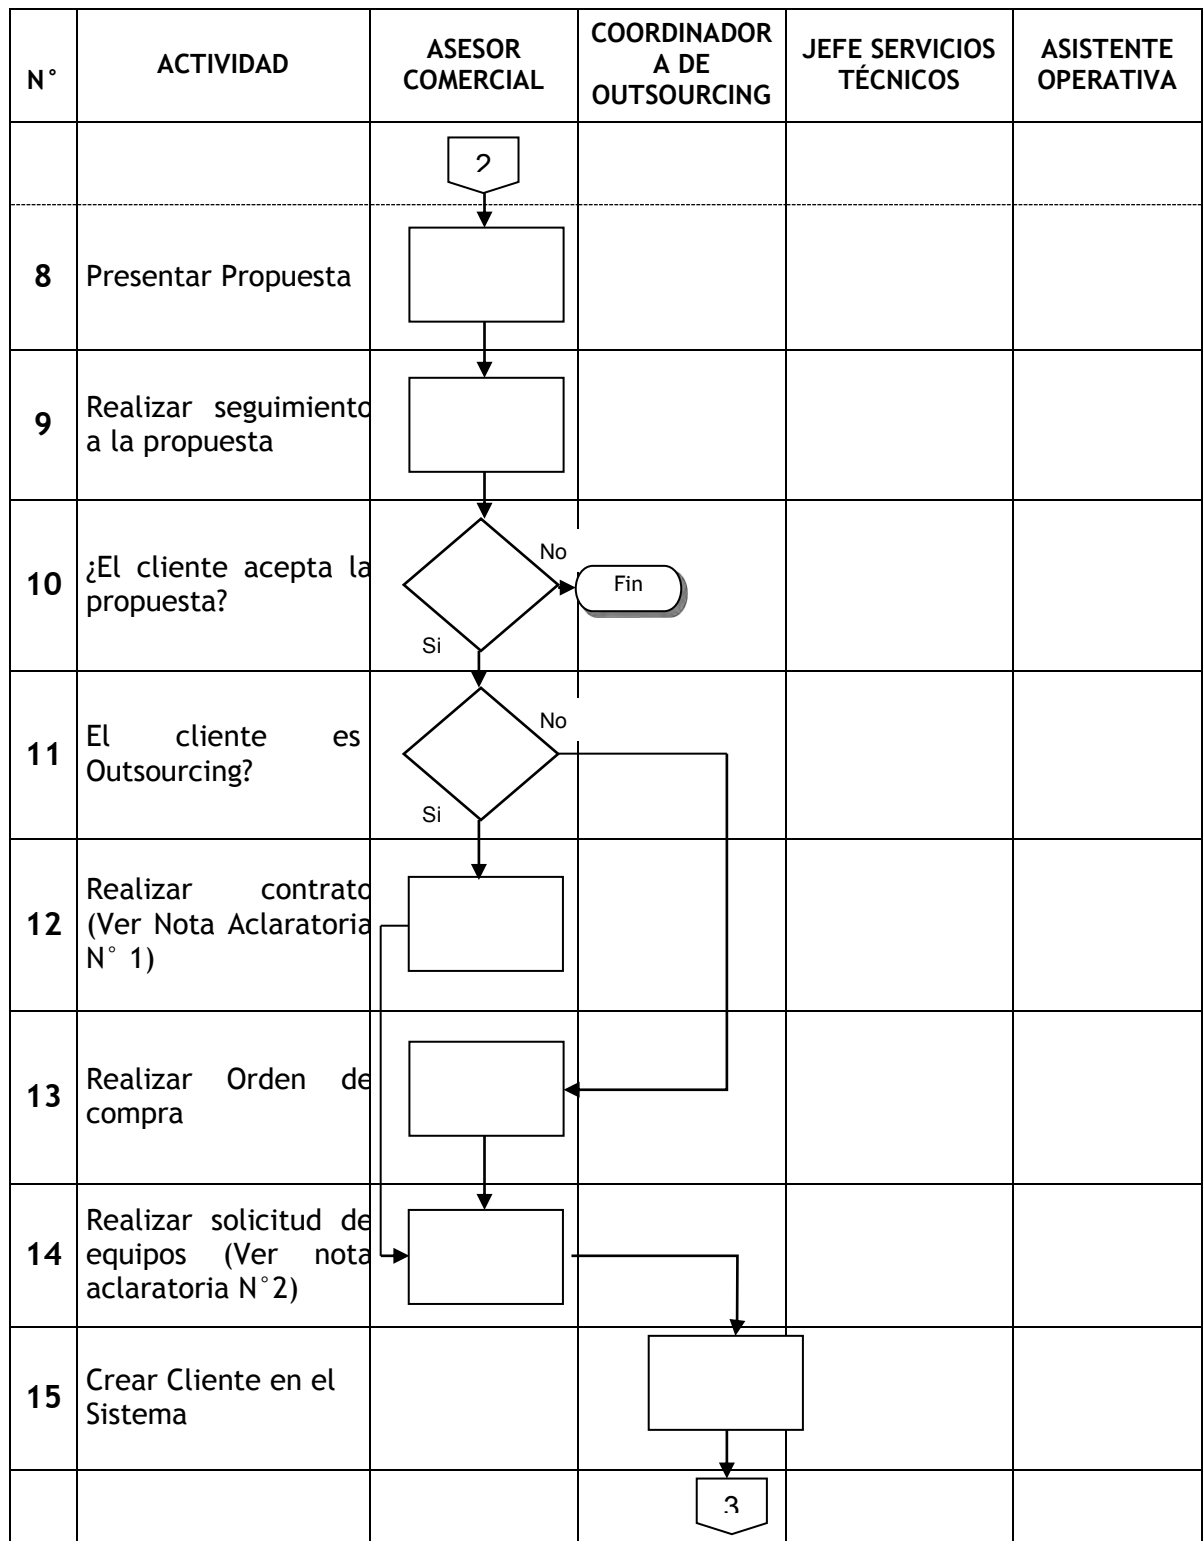 N°
ACTIVIDAD
ASESOR
COMERCIAL
COORDINADOR
A DE
OUTSOURCING
JEFE SERVICIOS
TÉCNICOS
ASISTENTE
OPERATIVA
2
8
Presentar Propuesta
9
Realizar seguimiento
a la propuesta
10
¿El cliente acepta la
propuesta?
No
Fin
Si
11
El cliente es
Outsourcing?
No
Si
12
Realizar contrato
(Ver Nota Aclaratoria
N° 1)
13
Realizar Orden de
compra
14
Realizar solicitud de
equipos (Ver nota
aclaratoria N°2)
15
Crear Cliente en el
Sistema
3